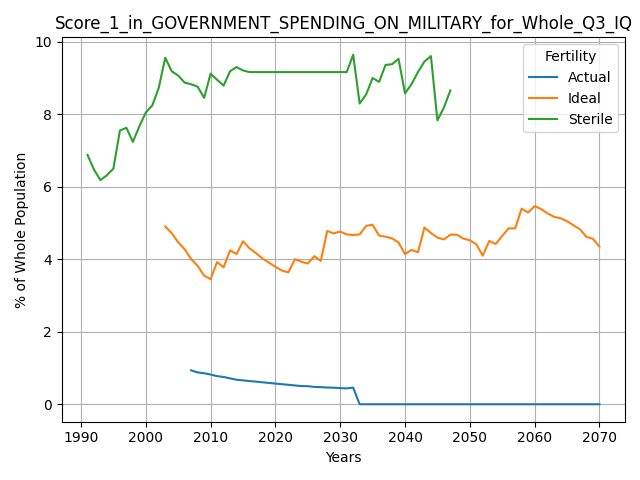 Score_1_in_GOVERNMENT_SPENDING_ON_MILITARY_for_Whole_Q3_IQ
Fertility
Actual
Ideal
Sterile
% of Whole Population
10
8
6
4
2
0
1990 2000 2010 2020 2030 2040 2050 2060 2070
Years